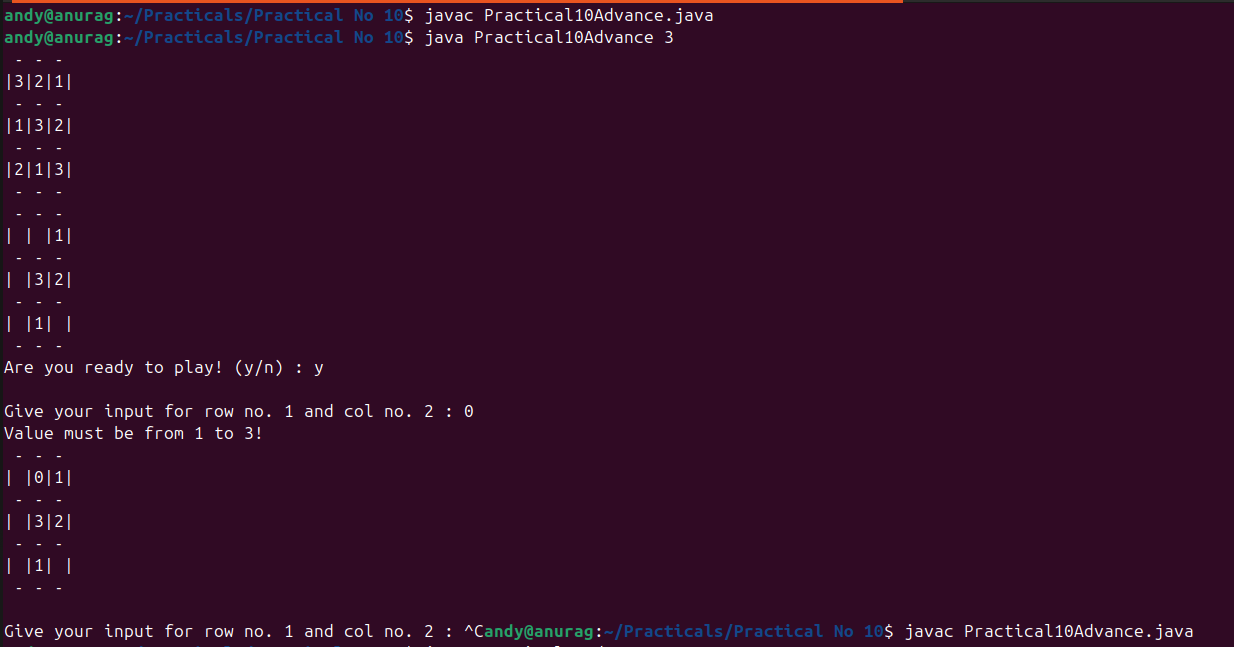 andy@anurag:~/Practicals/Practical No 10$ javac Practical10Advance.java
andy@anurag:~/Practicals/Practical No 10$ java Practical10Advance 3
 - - -
|3|2|1|
 - - -
|1|3|2|
 - - -
|2|1|3|
 - - -
 - - -
| | |1|
 - - -
| |3|2|
 - - -
| |1| |
 - - -
Are you ready to play! (y/n) : y
Give your input for row no. 1 and col no. 2 : 0
Value must be from 1 to 3!
 - - -
| |0|1|
 - - -
| |3|2|
 - - -
| |1| |
 - - -
Give your input for row no. 1 and col no. 2 : ^Candy@anurag:~/Practicals/Practical No 10$ javac Practical10Advance.java